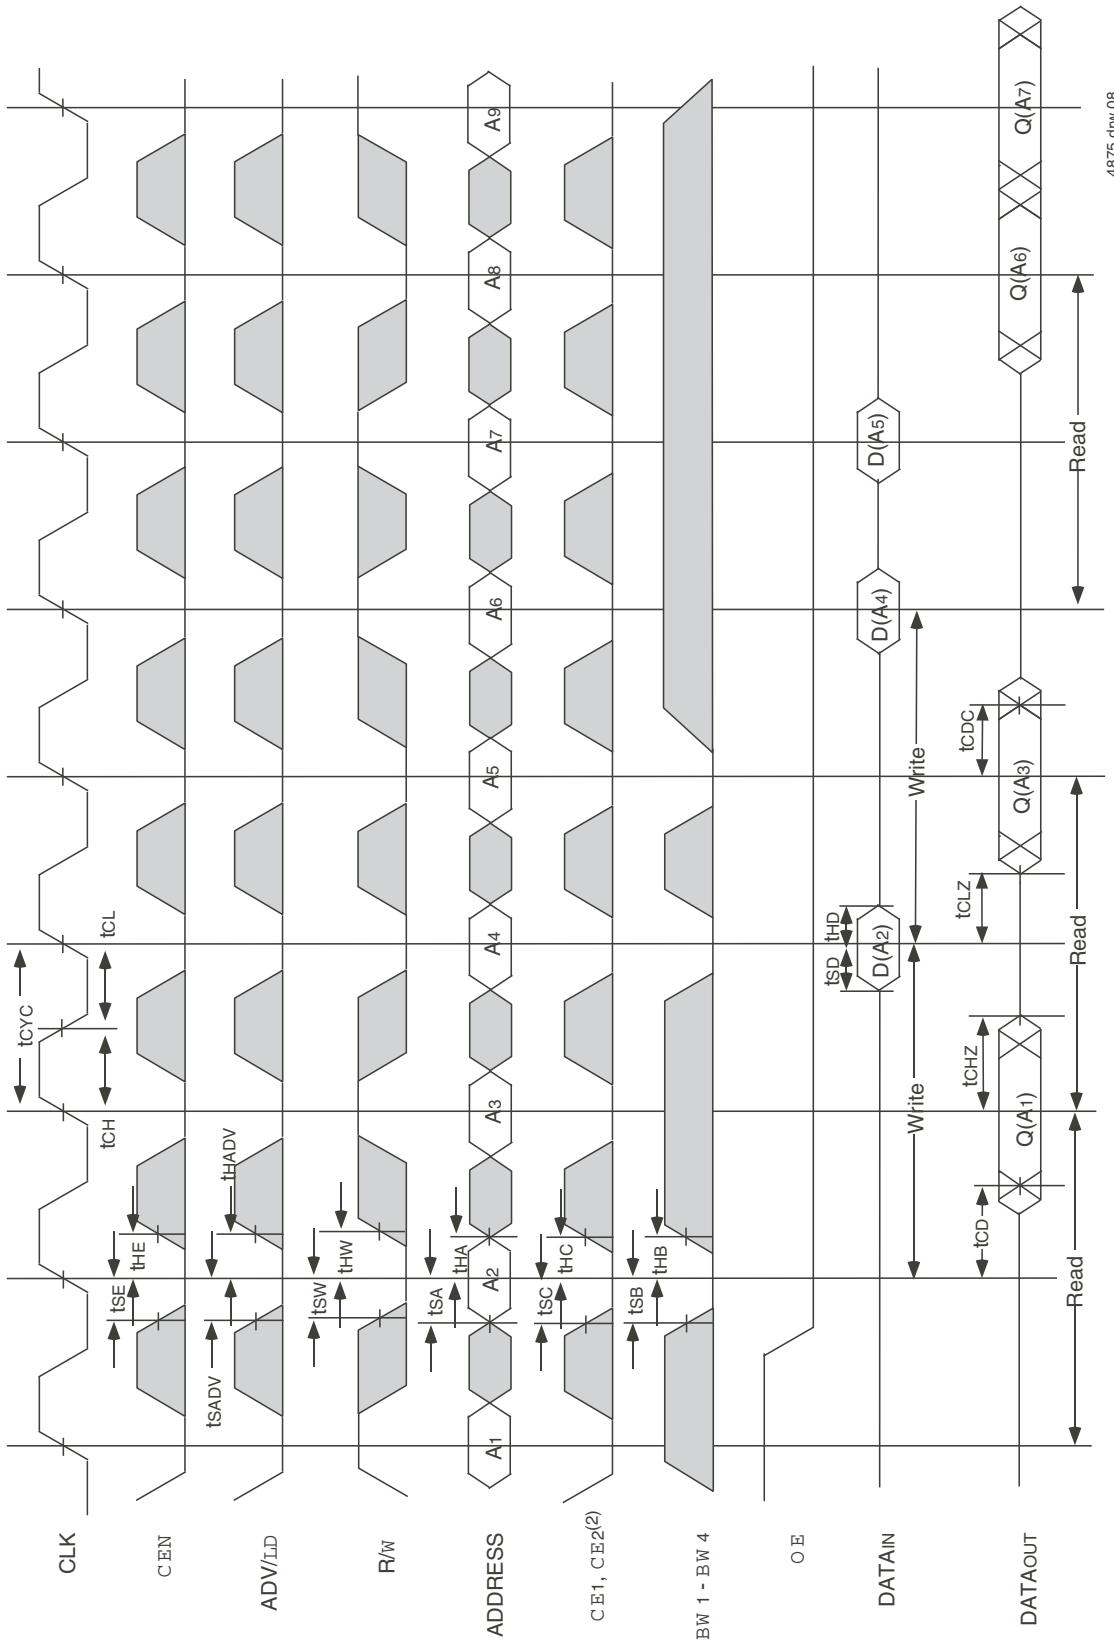 CLK
tCYC
tCH
tCL
CEN
tSE
tHE
ADV/LD
tSADV
tHADV
R/W
tSW
tHW
ADDRESS
A1
A2
A3
A4
A5
A6
A7
A8
A9
tSA
tHA
CE1, CE2(2)
tSC
tHC
BW1 - BW4
tSB
tHB
OE
DATAIN
D(A2)
D(A4)
D(A5)
tSD
tHD
Write
Write
DATAOUT
tCD
Q(A1)
tCHZ
tCLZ
Q(A3)
tCDC
Q(A6)
Q(A7)
Read
Read
Read
4875 drw 08